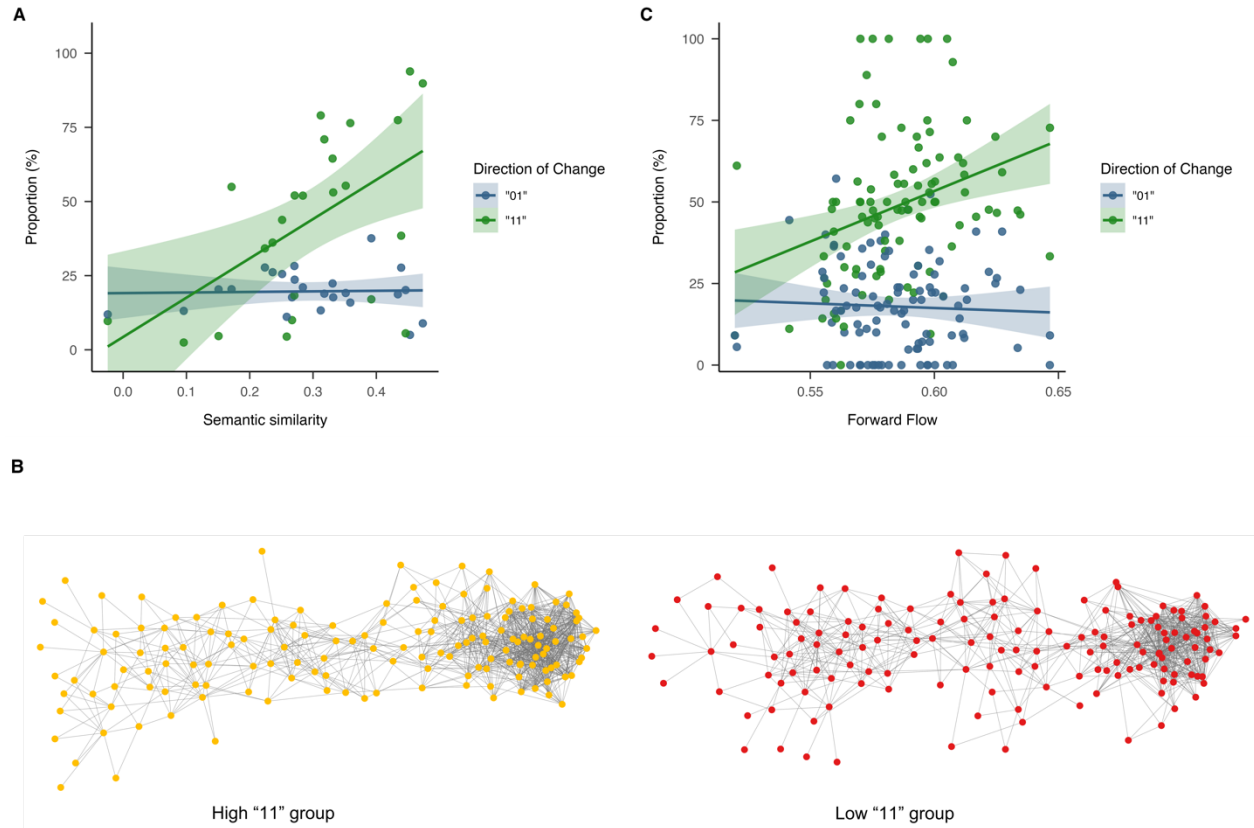 A
100
75
50
25
0
Proportion (%)
0.0 0.1 0.2 0.3 0.4
Semantic similarity
Direction of Change
"01"
"11"
C
100
75
50
25
0
Proportion (%)
0.55 0.60 0.65
Forward Flow
Direction of Change
"01"
"11"
B
High “11” group
Low “11” group